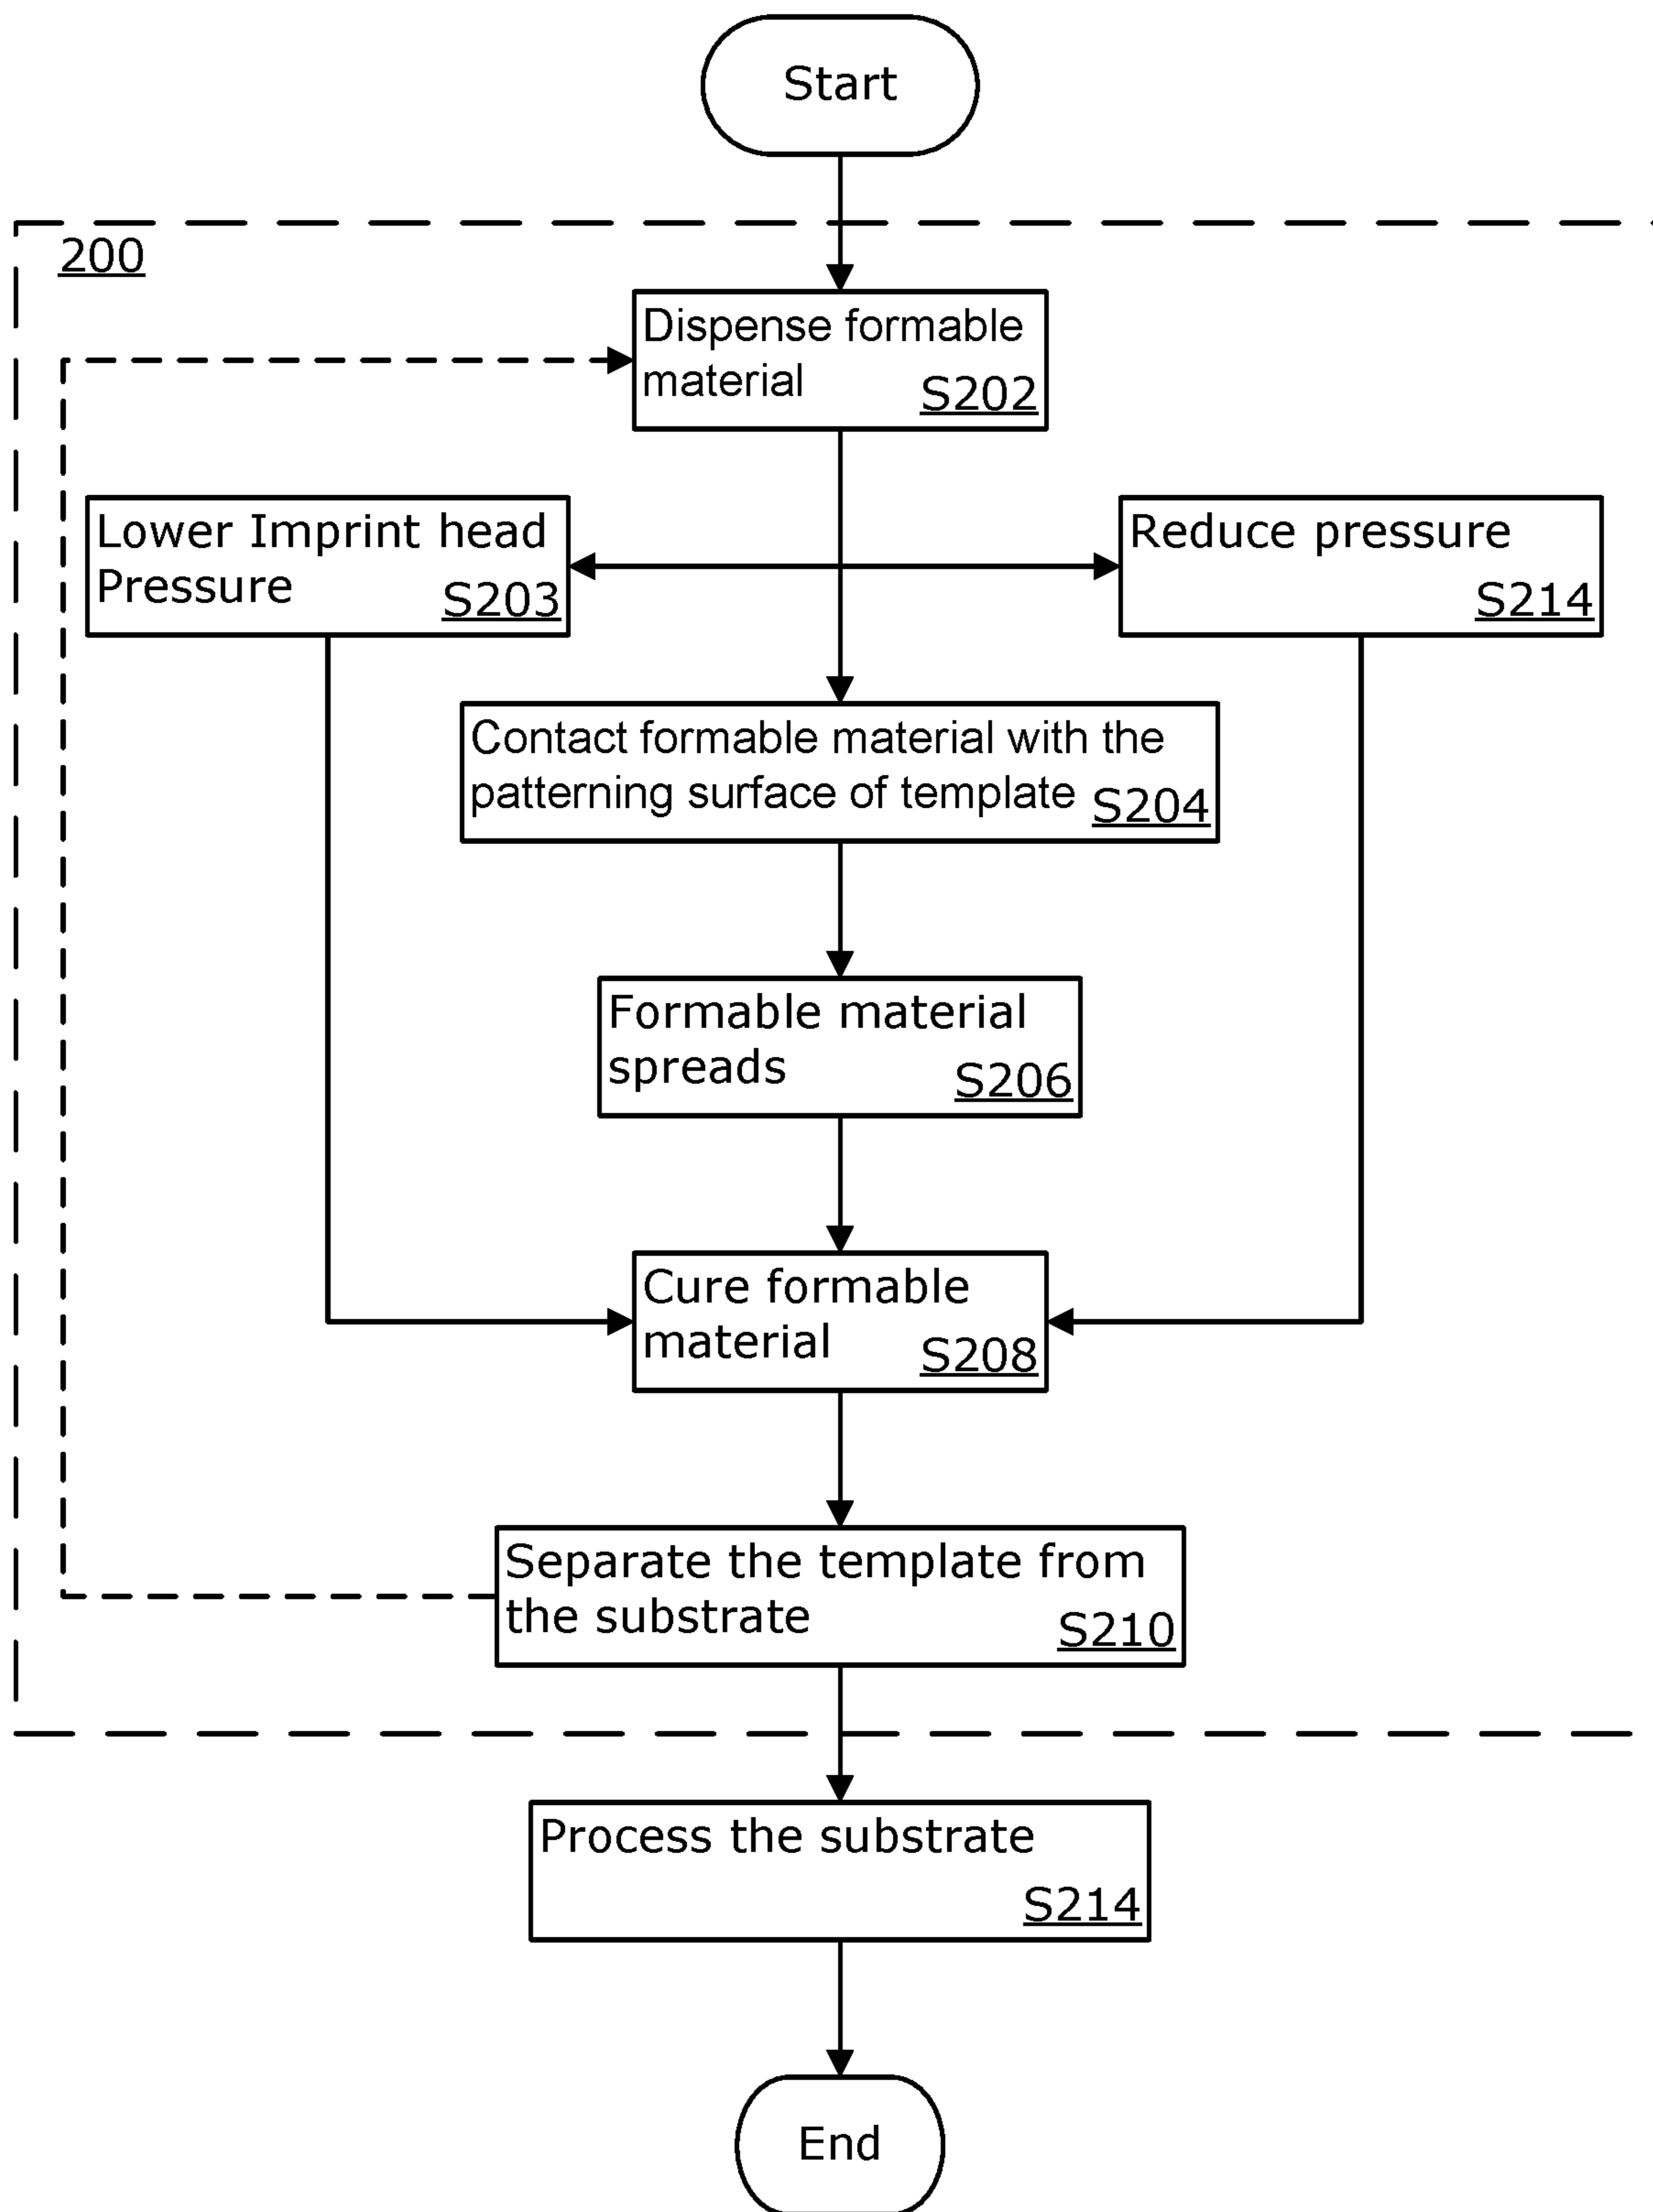 Start
200
Dispense formable
material
S202
Lower Imprint head
Pressure
S203
Reduce pressure
S214
Contact formable material with the
patterning surface of template
S204
Formable material
spreads
S206
Cure formable
material
S208
Separate the template from
the substrate
S210
Process the substrate
S214
End